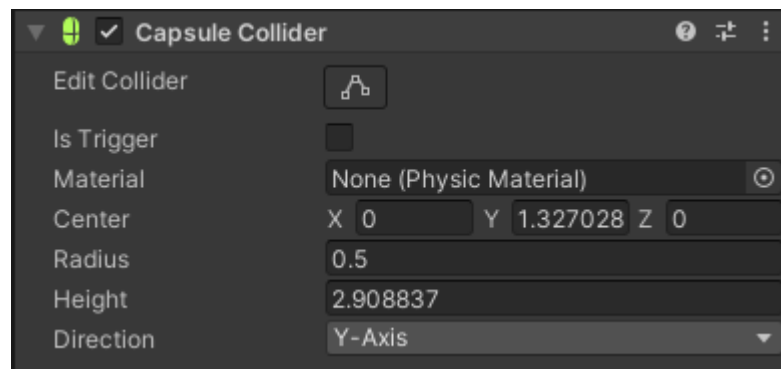 Capsule Collider
Edit Collider
Is Trigger
Material None (Physic Material)
Center X 0 Y 1.327028 Z 0
Radius 0.5
Height 2.908837
Direction Y-Axis